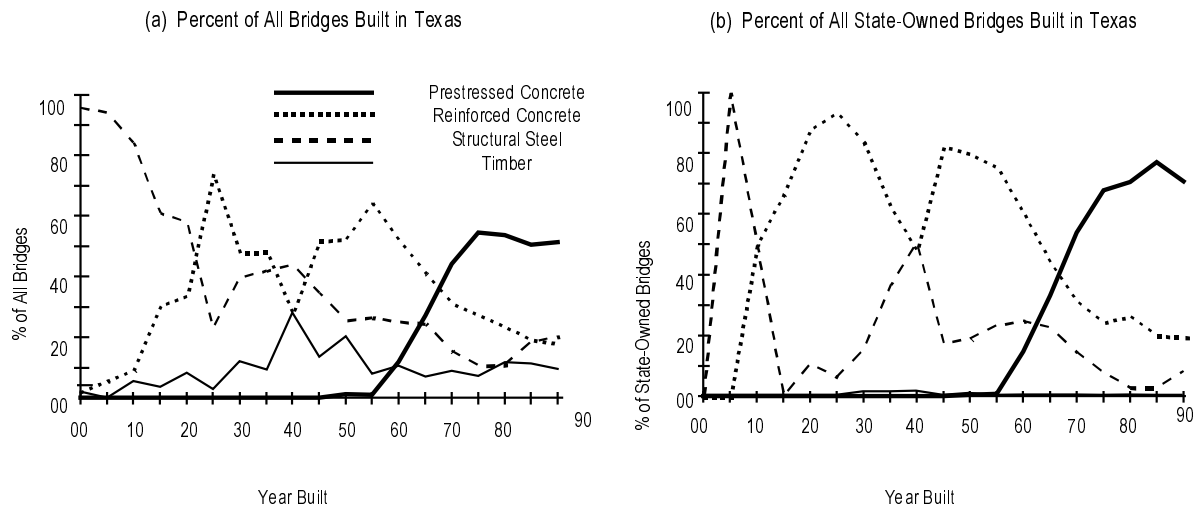 (a) Percent of All Bridges Built in Texas
100
80
60
40
20
00
% of All Bridges
Prestressed Concrete
Reinforced Concrete
Structural Steel
Timber
00 10 20 30 40 50 60 70 80 90
Year Built
(b) Percent of All State-Owned Bridges Built in Texas
100
80
60
40
20
00
% of State-Owned Bridges
00 10 20 30 40 50 60 70 80 90
Year Built